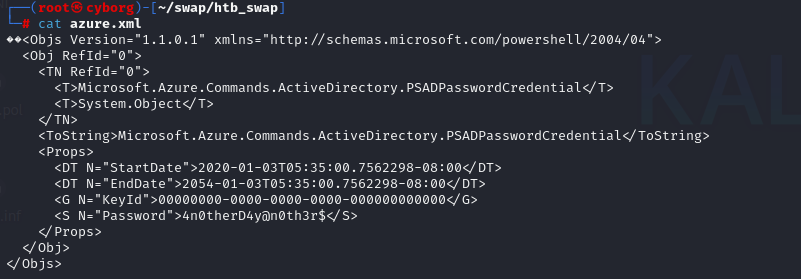 ┌──(root㉿cyborg)-[~/swap/htb_swap]
└─# cat azure.xml
��<Objs Version="1.1.0.1" xmlns="http://schemas.microsoft.com/powershell/2004/04">
  <Obj RefId="0">
    <TN RefId="0">
      <T>Microsoft.Azure.Commands.ActiveDirectory.PSADPasswordCredential</T>
      <T>System.Object</T>
    </TN>
    <ToString>Microsoft.Azure.Commands.ActiveDirectory.PSADPasswordCredential</ToString>
    <Props>
      <DT N="StartDate">2020-01-03T05:35:00.7562298-08:00</DT>
      <DT N="EndDate">2054-01-03T05:35:00.7562298-08:00</DT>
      <G N="KeyId">00000000-0000-0000-0000-000000000000</G>
      <S N="Password">4n0therD4y@n0th3r$</S>
    </Props>
  </Obj>
</Objs>
KAL
.pol
.inf